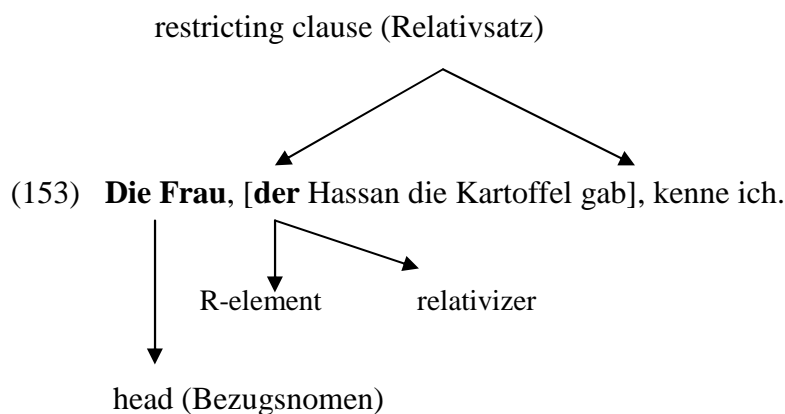 restricting clause (Relativsatz)
(153) Die Frau, [der Hassan die Kartoffel gab], kenne ich.
R-element relativizer
head (Bezugsnomen)